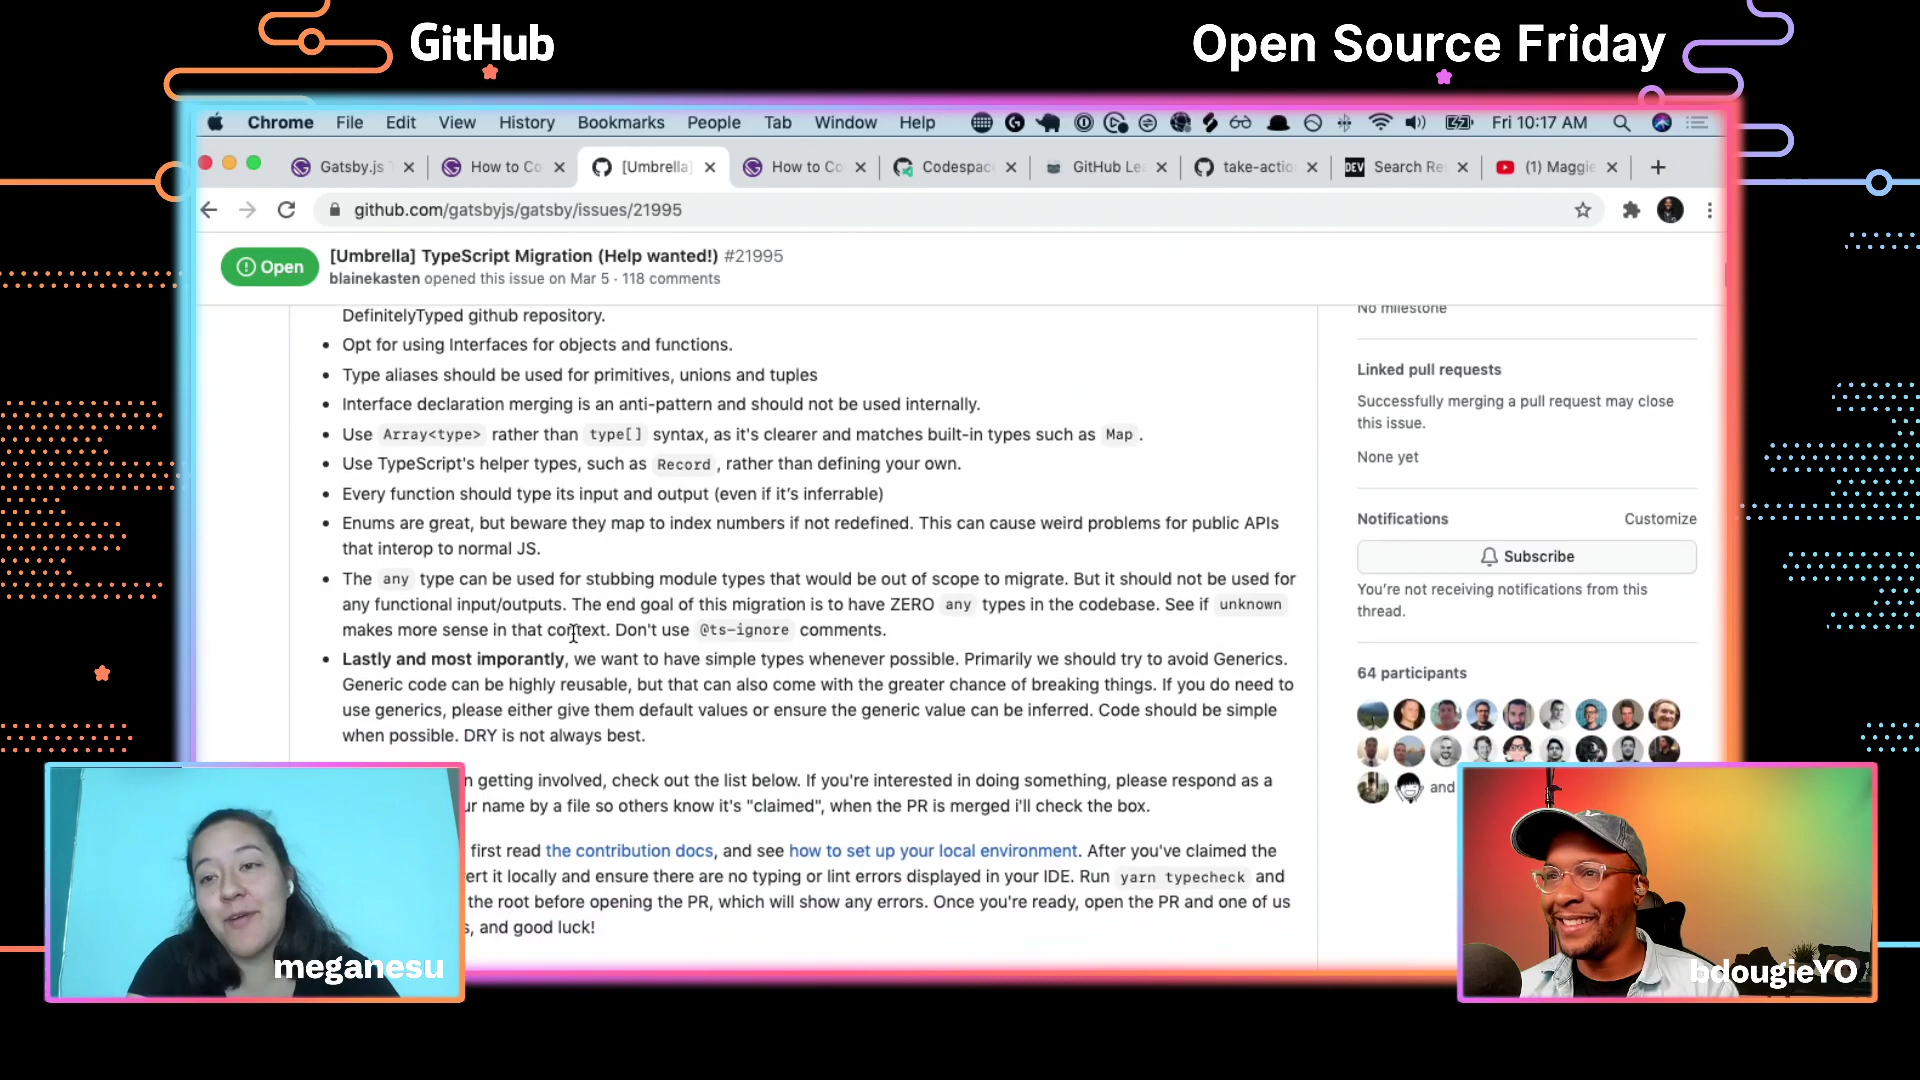 GitHub
Open Source Friday
Chrome File Edit View History Bookmarks People Tab Window Help Fri 10:17 AM
Gatsby.js How to Co [Umbrella] How to Co Codespac GitHub Le take-actio DEV Search Re (1) Maggie
github.com/gatsbyjs/gatsby/issues/21995
Open
[Umbrella] TypeScript Migration (Help wanted!) #21995
blainekasten opened this issue on Mar 5 · 118 comments
DefinitelyTyped github repository.
• Opt for using Interfaces for objects and functions.
• Type aliases should be used for primitives, unions and tuples
• Interface declaration merging is an anti-pattern and should not be used internally.
• Use Array<type> rather than type[] syntax, as it's clearer and matches built-in types such as Map .
• Use TypeScript's helper types, such as Record , rather than defining your own.
• Every function should type its input and output (even if it's inferrable)
• Enums are great, but beware they map to index numbers if not redefined. This can cause weird problems for public APIs
that interop to normal JS.
• The any type can be used for stubbing module types that would be out of scope to migrate. But it should not be used for
any functional input/outputs. The end goal of this migration is to have ZERO any types in the codebase. See if unknown
makes more sense in that context. Don't use @ts-ignore comments.
• Lastly and most imporantly, we want to have simple types whenever possible. Primarily we should try to avoid Generics.
Generic code can be highly reusable, but that can also come with the greater chance of breaking things. If you do need to
use generics, please either give them default values or ensure the generic value can be inferred. Code should be simple
when possible. DRY is not always best.
n getting involved, check out the list below. If you're interested in doing something, please respond as a
ur name by a file so others know it's "claimed", when the PR is merged i'll check the box.
first read the contribution docs, and see how to set up your local environment. After you've claimed the
ert it locally and ensure there are no typing or lint errors displayed in your IDE. Run yarn typecheck and
the root before opening the PR, which will show any errors. Once you're ready, open the PR and one of us
s, and good luck!
No milestone
Linked pull requests
Successfully merging a pull request may close
this issue.
None yet
Notifications Customize
Subscribe
You're not receiving notifications from this
thread.
64 participants
and
meganesu
bdougieYO